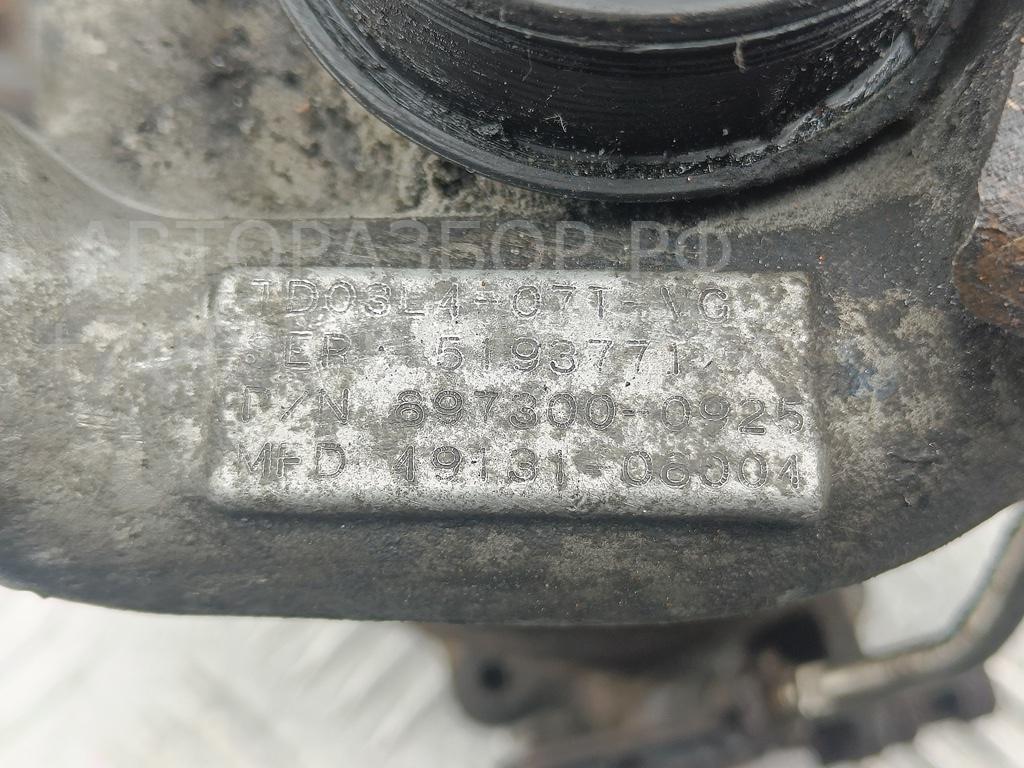 АВТОРАЗБОР.РФ
TD03L4-07T-VG
SER. 5193771
P/N 897300-0925
MFD 49131-06004